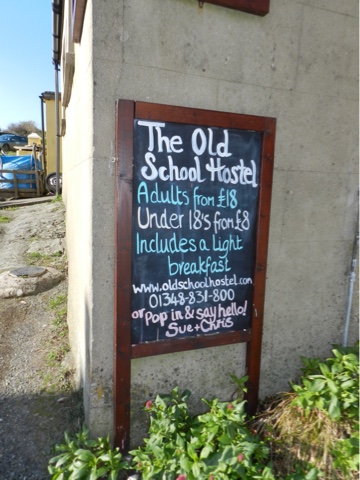 The Old
School Hostel
Adults from £18
Under 18's from £8
Includes a Light
breakfast
www.oldschoolhostel.com
01348-831-800
or pop in & say hello!
Sue + Chris